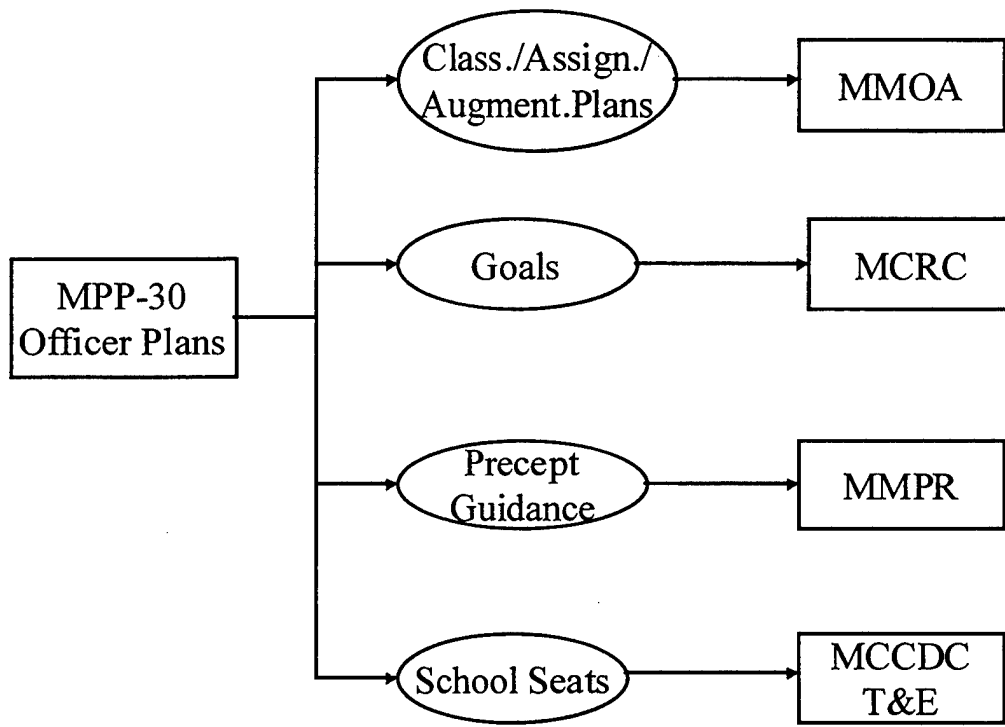 Class./Assign./
Augment.Plans
MMOA
Goals
MCRC
MPP-30
Officer Plans
Precept
Guidance
MMPR
School Seats
MCCDC
T&E